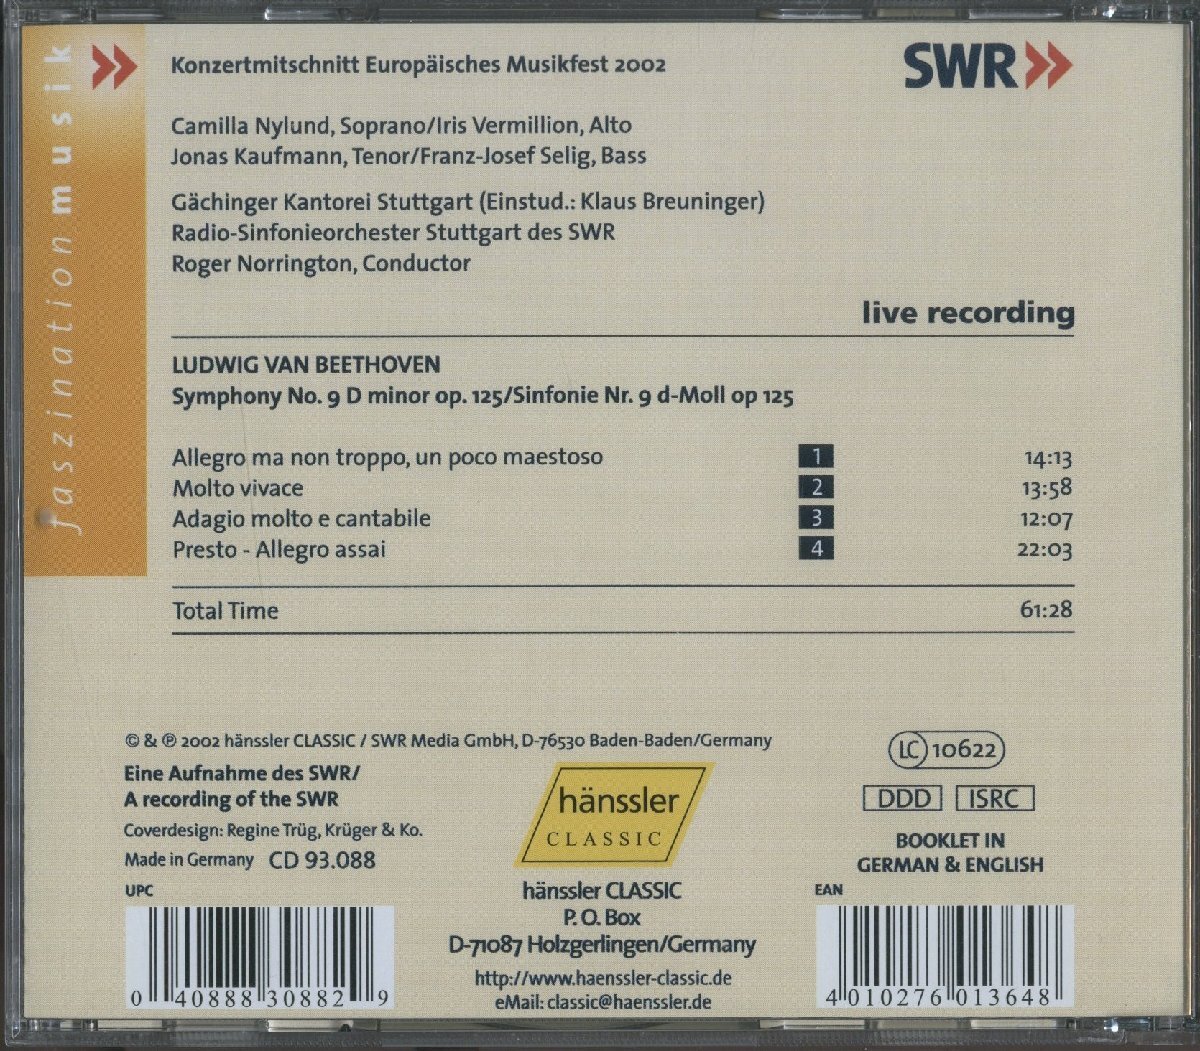 faszination musik
SWR
Konzertmitschnitt Europäisches Musikfest 2002
Camilla Nylund, Soprano/Iris Vermillion, Alto
Jonas Kaufmann, Tenor/Franz-Josef Selig, Bass
Gächinger Kantorei Stuttgart (Einstud.: Klaus Breuninger)
Radio-Sinfonieorchester Stuttgart des SWR
Roger Norrington, Conductor
live recording
LUDWIG VAN BEETHOVEN
Symphony No. 9 D minor op. 125/Sinfonie Nr. 9 d-Moll op 125
Allegro ma non troppo, un poco maestoso 1 14:13
Molto vivace 2 13:58
Adagio molto e cantabile 3 12:07
Presto - Allegro assai 4 22:03
Total Time 61:28
© & ℗ 2002 hänssler CLASSIC / SWR Media GmbH, D-76530 Baden-Baden/Germany
Eine Aufnahme des SWR/
A recording of the SWR
Coverdesign: Regine Trüg, Krüger & Ko.
Made in Germany CD 93.088
UPC
0 40888 30882 9
hänssler
CLASSIC
hänssler CLASSIC
P. O. Box
D-71087 Holzgerlingen/Germany
http://www.haenssler-classic.de
eMail: classic@haenssler.de
LC 10622
DDD ISRC
BOOKLET IN
GERMAN & ENGLISH
EAN
4 010276 013648